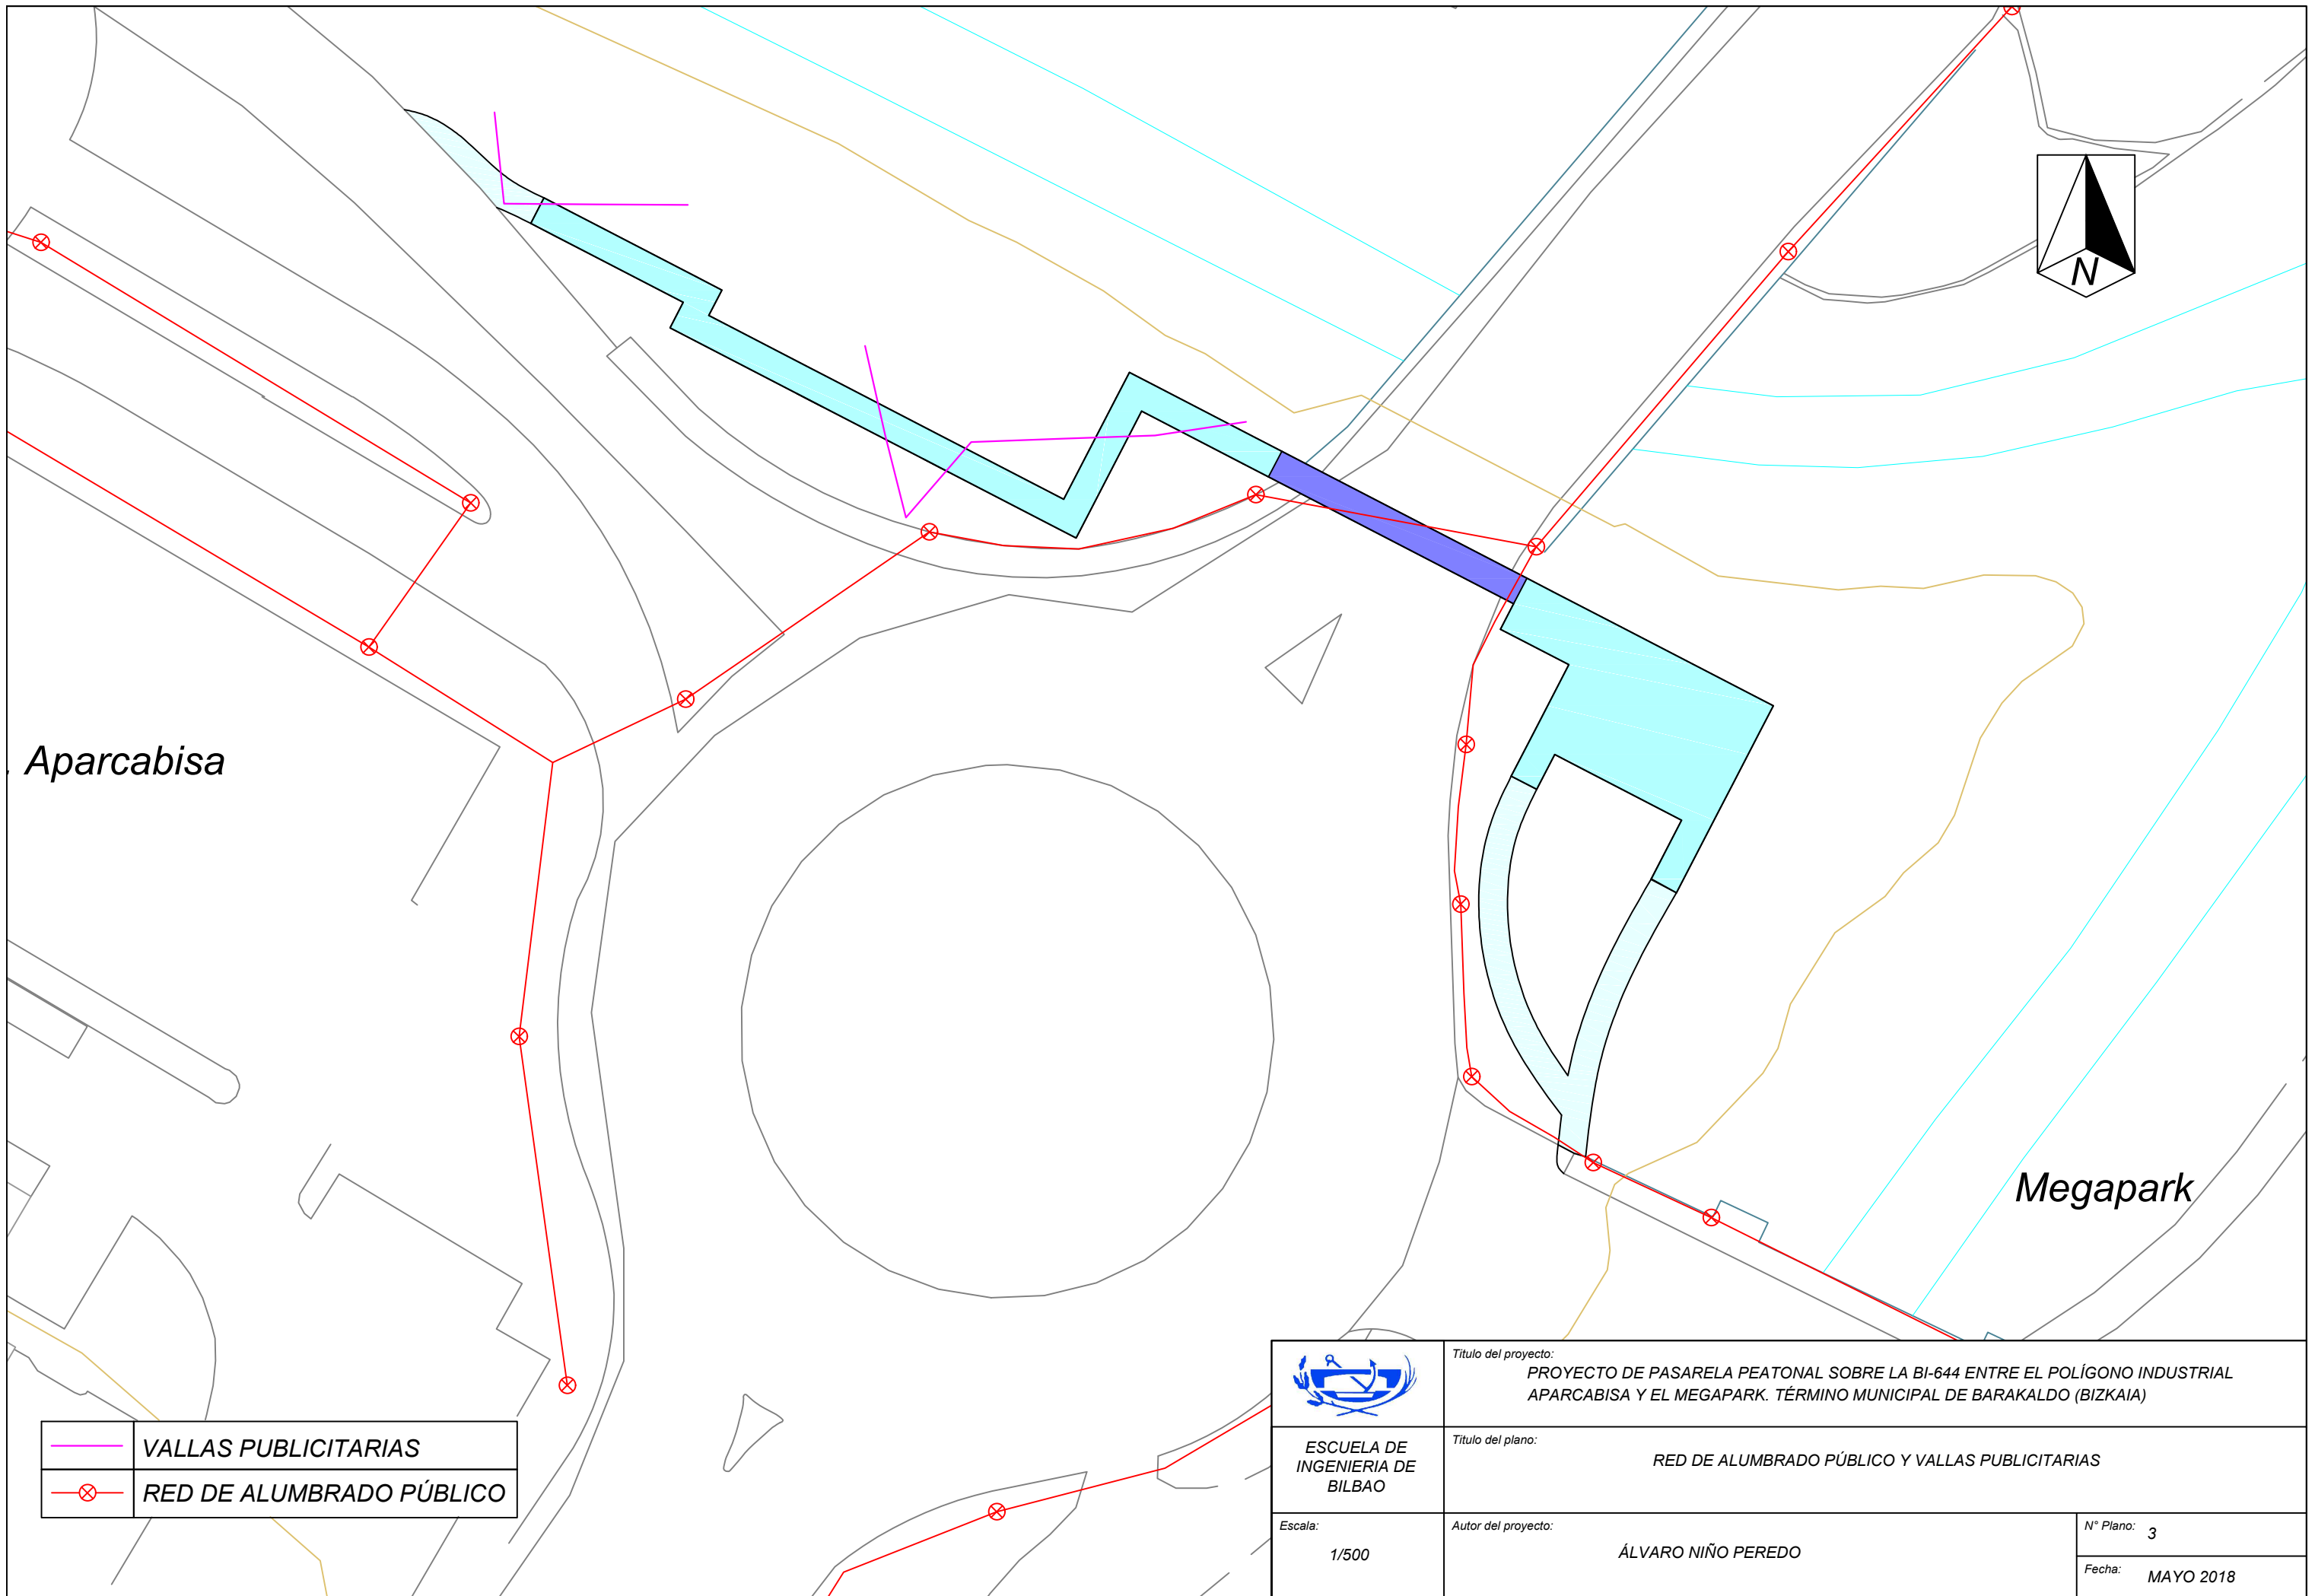 N
Aparcabisa
Megapark
VALLAS PUBLICITARIAS
RED DE ALUMBRADO PÚBLICO
Titulo del proyecto:
PROYECTO DE PASARELA PEATONAL SOBRE LA BI-644 ENTRE EL POLÍGONO INDUSTRIAL
APARCABISA Y EL MEGAPARK. TÉRMINO MUNICIPAL DE BARAKALDO (BIZKAIA)
ESCUELA DE
INGENIERIA DE
BILBAO
Titulo del plano:
RED DE ALUMBRADO PÚBLICO Y VALLAS PUBLICITARIAS
Escala:
1/500
Autor del proyecto:
ÁLVARO NIÑO PEREDO
N° Plano: 3
Fecha: MAYO 2018